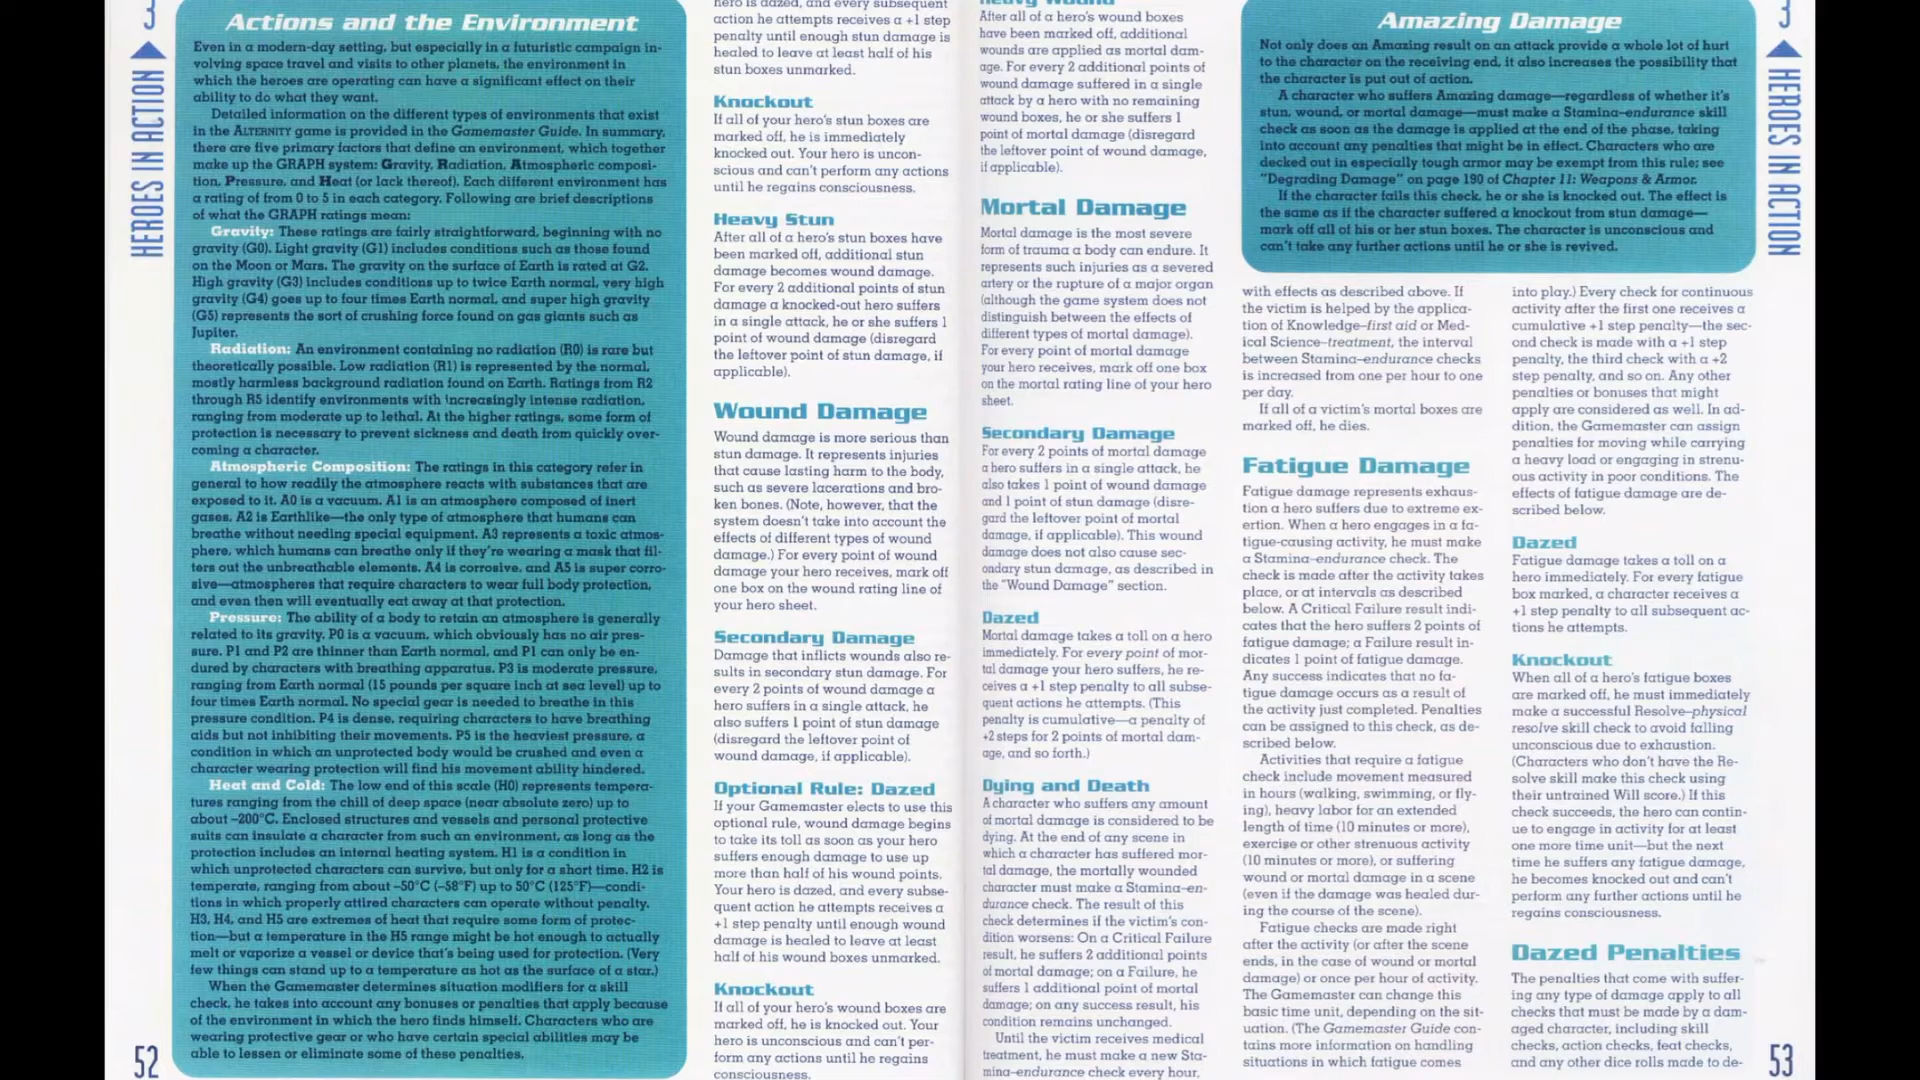 3
HEROES IN ACTION
Actions and the Environment
Even in a modern-day setting, but especially in a futuristic campaign in-
volving space travel and visits to other planets, the environment in
which the heroes are operating can have a significant effect on their
ability to do what they want.
Detailed information on the different types of environments that exist
in the ALTERNITY game is provided in the Gamemaster Guide. In summary,
there are five primary factors that define an environment, which together
make up the GRAPH system: Gravity, Radiation, Atmospheric composi-
tion, Pressure, and Heat (or lack thereof). Each different environment has
a rating of from 0 to 5 in each category. Following are brief descriptions
of what the GRAPH ratings mean:
Gravity: These ratings are fairly straightforward, beginning with no
gravity (G0). Light gravity (G1) includes conditions such as those found
on the Moon or Mars. The gravity on the surface of Earth is rated at G2.
High gravity (G3) includes conditions up to twice Earth normal, very high
gravity (G4) goes up to four times Earth normal, and super high gravity
(G5) represents the sort of crushing force found on gas giants such as
Jupiter.
Radiation: An environment containing no radiation (R0) is rare but
theoretically possible. Low radiation (R1) is represented by the normal,
mostly harmless background radiation found on Earth. Ratings from R2
through R5 identify environments with increasingly intense radiation,
ranging from moderate up to lethal. At the higher ratings, some form of
protection is necessary to prevent sickness and death from quickly over-
coming a character.
Atmospheric Composition: The ratings in this category refer in
general to how readily the atmosphere reacts with substances that are
exposed to it. A0 is a vacuum. A1 is an atmosphere composed of inert
gases. A2 is Earthlike—the only type of atmosphere that humans can
breathe without needing special equipment. A3 represents a toxic atmos-
phere, which humans can breathe only if they're wearing a mask that fil-
ters out the unbreathable elements. A4 is corrosive, and A5 is super corro-
sive—atmospheres that require characters to wear full body protection,
and even then will eventually eat away at that protection.
Pressure: The ability of a body to retain an atmosphere is generally
related to its gravity. P0 is a vacuum, which obviously has no air pres-
sure. P1 and P2 are thinner than Earth normal, and P1 can only be en-
dured by characters with breathing apparatus. P3 is moderate pressure,
ranging from Earth normal (15 pounds per square inch at sea level) up to
four times Earth normal. No special gear is needed to breathe in this
pressure condition. P4 is dense, requiring characters to have breathing
aids but not inhibiting their movements. P5 is the heaviest pressure, a
condition in which an unprotected body would be crushed and even a
character wearing protection will find his movement ability hindered.
Heat and Cold: The low end of this scale (H0) represents tempera-
tures ranging from the chill of deep space (near absolute zero) up to
about –200°C. Enclosed structures and vessels and personal protective
suits can insulate a character from such an environment, as long as the
protection includes an internal heating system. H1 is a condition in
which unprotected characters can survive, but only for a short time. H2 is
temperate, ranging from about –50°C (–58°F) up to 50°C (125°F)—condi-
tions in which properly attired characters can operate without penalty.
H3, H4, and H5 are extremes of heat that require some form of protec-
tion—but a temperature in the H5 range might be hot enough to actually
melt or vaporize a vessel or device that's being used for protection. (Very
few things can stand up to a temperature as hot as the surface of a star.)
When the Gamemaster determines situation modifiers for a skill
check, he takes into account any bonuses or penalties that apply because
of the environment in which the hero finds himself. Characters who are
wearing protective gear or who have certain special abilities may be
able to lessen or eliminate some of these penalties.
52
hero is dazed, and every subsequent
action he attempts receives a +1 step
penalty until enough stun damage is
healed to leave at least half of his
stun boxes unmarked.
Knockout
If all of your hero's stun boxes are
marked off, he is immediately
knocked out. Your hero is uncon-
scious and can't perform any actions
until he regains consciousness.
Heavy Stun
After all of a hero's stun boxes have
been marked off, additional stun
damage becomes wound damage.
For every 2 additional points of stun
damage a knocked-out hero suffers
in a single attack, he or she suffers 1
point of wound damage (disregard
the leftover point of stun damage, if
applicable).
Wound Damage
Wound damage is more serious than
stun damage. It represents injuries
that cause lasting harm to the body,
such as severe lacerations and bro-
ken bones. (Note, however, that the
system doesn't take into account the
effects of different types of wound
damage.) For every point of wound
damage your hero receives, mark off
one box on the wound rating line of
your hero sheet.
Secondary Damage
Damage that inflicts wounds also re-
sults in secondary stun damage. For
every 2 points of wound damage a
hero suffers in a single attack, he
also suffers 1 point of stun damage
(disregard the leftover point of
wound damage, if applicable).
Optional Rule: Dazed
If your Gamemaster elects to use this
optional rule, wound damage begins
to take its toll as soon as your hero
suffers enough damage to use up
more than half of his wound points.
Your hero is dazed, and every subse-
quent action he attempts receives a
+1 step penalty until enough wound
damage is healed to leave at least
half of his wound boxes unmarked.
Knockout
If all of your hero's wound boxes are
marked off, he is knocked out. Your
hero is unconscious and can't per-
form any actions until he regains
consciousness.
Heavy Wound
After all of a hero's wound boxes
have been marked off, additional
wounds are applied as mortal dam-
age. For every 2 additional points of
wound damage suffered in a single
attack by a hero with no remaining
wound boxes, he or she suffers 1
point of mortal damage (disregard
the leftover point of wound damage,
if applicable).
Mortal Damage
Mortal damage is the most severe
form of trauma a body can endure. It
represents such injuries as a severed
artery or the rupture of a major organ
(although the game system does not
distinguish between the effects of
different types of mortal damage).
For every point of mortal damage
your hero receives, mark off one box
on the mortal rating line of your hero
sheet.
Secondary Damage
For every 2 points of mortal damage
a hero suffers in a single attack, he
also takes 1 point of wound damage
and 1 point of stun damage (disre-
gard the leftover point of mortal
damage, if applicable). This wound
damage does not also cause sec-
ondary stun damage, as described in
the "Wound Damage" section.
Dazed
Mortal damage takes a toll on a hero
immediately. For every point of mor-
tal damage your hero suffers, he re-
ceives a +1 step penalty to all subse-
quent actions he attempts. (This
penalty is cumulative—a penalty of
+2 steps for 2 points of mortal dam-
age, and so forth.)
Dying and Death
A character who suffers any amount
of mortal damage is considered to be
dying. At the end of any scene in
which a character has suffered mor-
tal damage, the mortally wounded
character must make a Stamina–en-
durance check. The result of this
check determines if the victim's con-
dition worsens: On a Critical Failure
result, he suffers 2 additional points
of mortal damage; on a Failure, he
suffers 1 additional point of mortal
damage; on any success result, his
condition remains unchanged.
Until the victim receives medical
treatment, he must make a new Sta-
mina–endurance check every hour,
Amazing Damage
Not only does an Amazing result on an attack provide a whole lot of hurt
to the character on the receiving end, it also increases the possibility that
the character is put out of action.
A character who suffers Amazing damage—regardless of whether it's
stun, wound, or mortal damage—must make a Stamina–endurance skill
check as soon as the damage is applied at the end of the phase, taking
into account any penalties that might be in effect. Characters who are
decked out in especially tough armor may be exempt from this rule; see
"Degrading Damage" on page 190 of Chapter 11: Weapons & Armor.
If the character fails this check, he or she is knocked out. The effect is
the same as if the character suffered a knockout from stun damage—
mark off all of his or her stun boxes. The character is unconscious and
can't take any further actions until he or she is revived.
with effects as described above. If
the victim is helped by the applica-
tion of Knowledge–first aid or Med-
ical Science–treatment, the interval
between Stamina–endurance checks
is increased from one per hour to one
per day.
If all of a victim's mortal boxes are
marked off, he dies.
Fatigue Damage
Fatigue damage represents exhaus-
tion a hero suffers due to extreme ex-
ertion. When a hero engages in a fa-
tigue-causing activity, he must make
a Stamina–endurance check. The
check is made after the activity takes
place, or at intervals as described
below. A Critical Failure result indi-
cates that the hero suffers 2 points of
fatigue damage; a Failure result in-
dicates 1 point of fatigue damage.
Any success indicates that no fa-
tigue damage occurs as a result of
the activity just completed. Penalties
can be assigned to this check, as de-
scribed below.
Activities that require a fatigue
check include movement measured
in hours (walking, swimming, or fly-
ing), heavy labor for an extended
length of time (10 minutes or more),
exercise or other strenuous activity
(10 minutes or more), or suffering
wound or mortal damage in a scene
(even if the damage was healed dur-
ing the course of the scene).
Fatigue checks are made right
after the activity (or after the scene
ends, in the case of wound or mortal
damage) or once per hour of activity.
The Gamemaster can change this
basic time unit, depending on the sit-
uation. (The Gamemaster Guide con-
tains more information on handling
situations in which fatigue comes
into play.) Every check for continuous
activity after the first one receives a
cumulative +1 step penalty—the sec-
ond check is made with a +1 step
penalty, the third check with a +2
step penalty, and so on. Any other
penalties or bonuses that might
apply are considered as well. In ad-
dition, the Gamemaster can assign
penalties for moving while carrying
a heavy load or engaging in strenu-
ous activity in poor conditions. The
effects of fatigue damage are de-
scribed below.
Dazed
Fatigue damage takes a toll on a
hero immediately. For every fatigue
box marked, a character receives a
+1 step penalty to all subsequent ac-
tions he attempts.
Knockout
When all of a hero's fatigue boxes
are marked off, he must immediately
make a successful Resolve–physical
resolve skill check to avoid falling
unconscious due to exhaustion.
(Characters who don't have the Re-
solve skill make this check using
their untrained Will score.) If this
check succeeds, the hero can contin-
ue to engage in activity for at least
one more time unit—but the next
time he suffers any fatigue damage,
he becomes knocked out and can't
perform any further actions until he
regains consciousness.
Dazed Penalties
The penalties that come with suffer-
ing any type of damage apply to all
checks that must be made by a dam-
aged character, including skill
checks, action checks, feat checks,
and any other dice rolls made to de-
3
HEROES IN ACTION
53